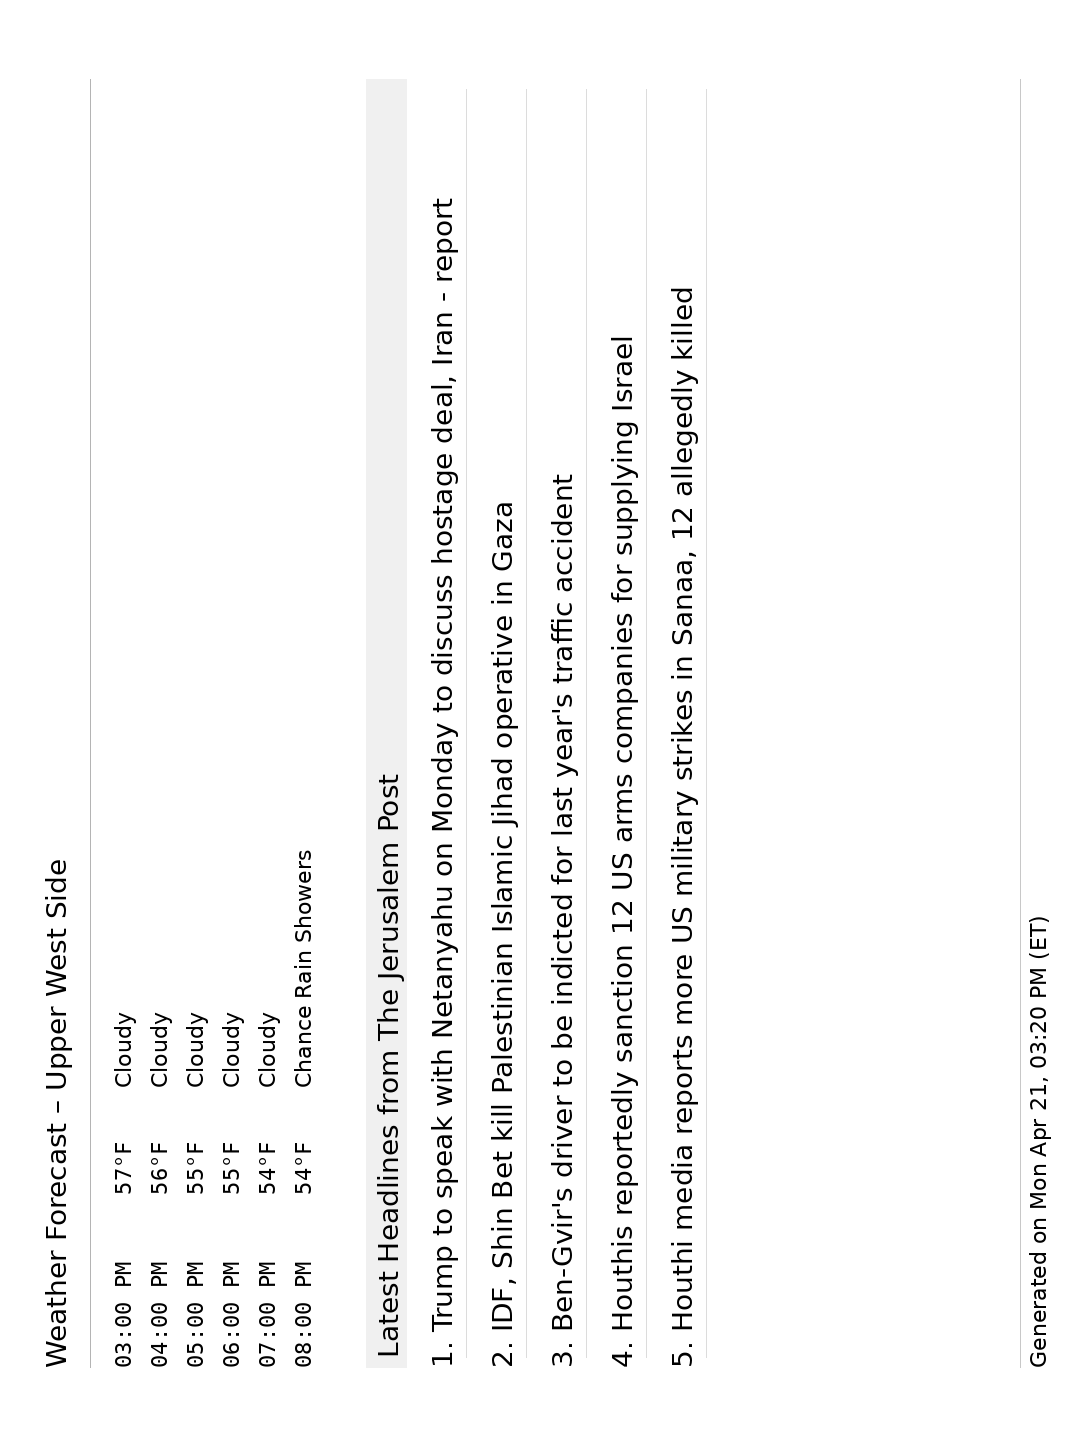 Weather Forecast – Upper West Side
03:00 PM 57°F Cloudy
04:00 PM 56°F Cloudy
05:00 PM 55°F Cloudy
06:00 PM 55°F Cloudy
07:00 PM 54°F Cloudy
08:00 PM 54°F Chance Rain Showers
Latest Headlines from The Jerusalem Post
1. Trump to speak with Netanyahu on Monday to discuss hostage deal, Iran - report
2. IDF, Shin Bet kill Palestinian Islamic Jihad operative in Gaza
3. Ben-Gvir's driver to be indicted for last year's traffic accident
4. Houthis reportedly sanction 12 US arms companies for supplying Israel
5. Houthi media reports more US military strikes in Sanaa, 12 allegedly killed
Generated on Mon Apr 21, 03:20 PM (ET)